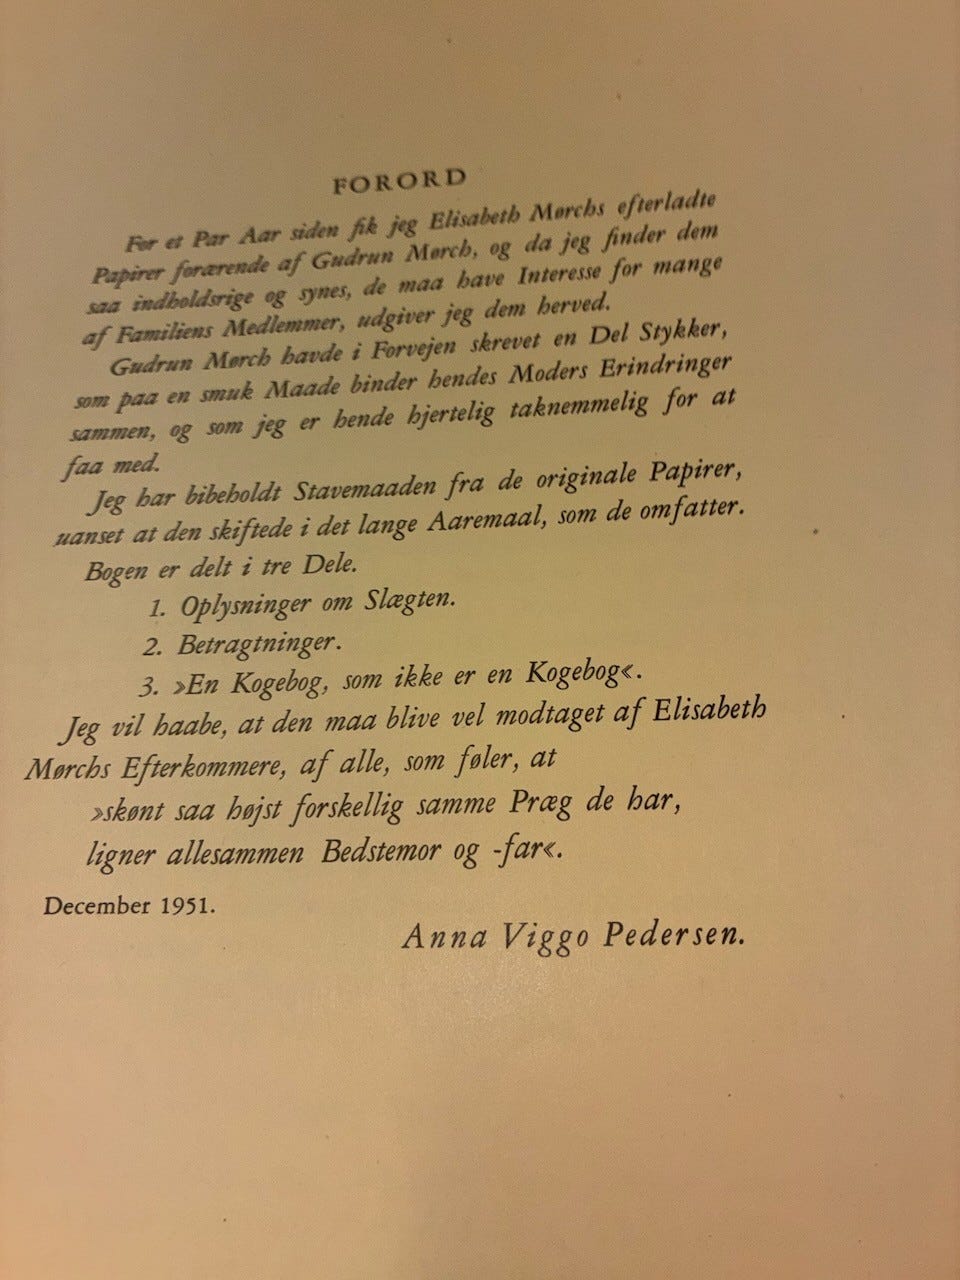 FORORD
For et Par Aar siden fik jeg Elisabeth Mørchs efterladte
Papirer forærende af Gudrun Mørch, og da jeg finder dem
saa indholdsrige og synes, de maa have Interesse for mange
af Familiens Medlemmer, udgiver jeg dem herved.
Gudrun Mørch havde i Forvejen skrevet en Del Stykker,
som paa en smuk Maade binder hendes Moders Erindringer
sammen, og som jeg er hende hjertelig taknemmelig for at
faa med.
Jeg har bibeholdt Stavemaaden fra de originale Papirer,
uanset at den skiftede i det lange Aaremaal, som de omfatter.
Bogen er delt i tre Dele.
1. Oplysninger om Slægten.
2. Betragtninger.
3. »En Kogebog, som ikke er en Kogebog«.
Jeg vil haabe, at den maa blive vel modtaget af Elisabeth
Mørchs Efterkommere, af alle, som føler, at
»skønt saa højst forskellig samme Præg de har,
ligner allesammen Bedstemor og -far«.
December 1951.
Anna Viggo Pedersen.